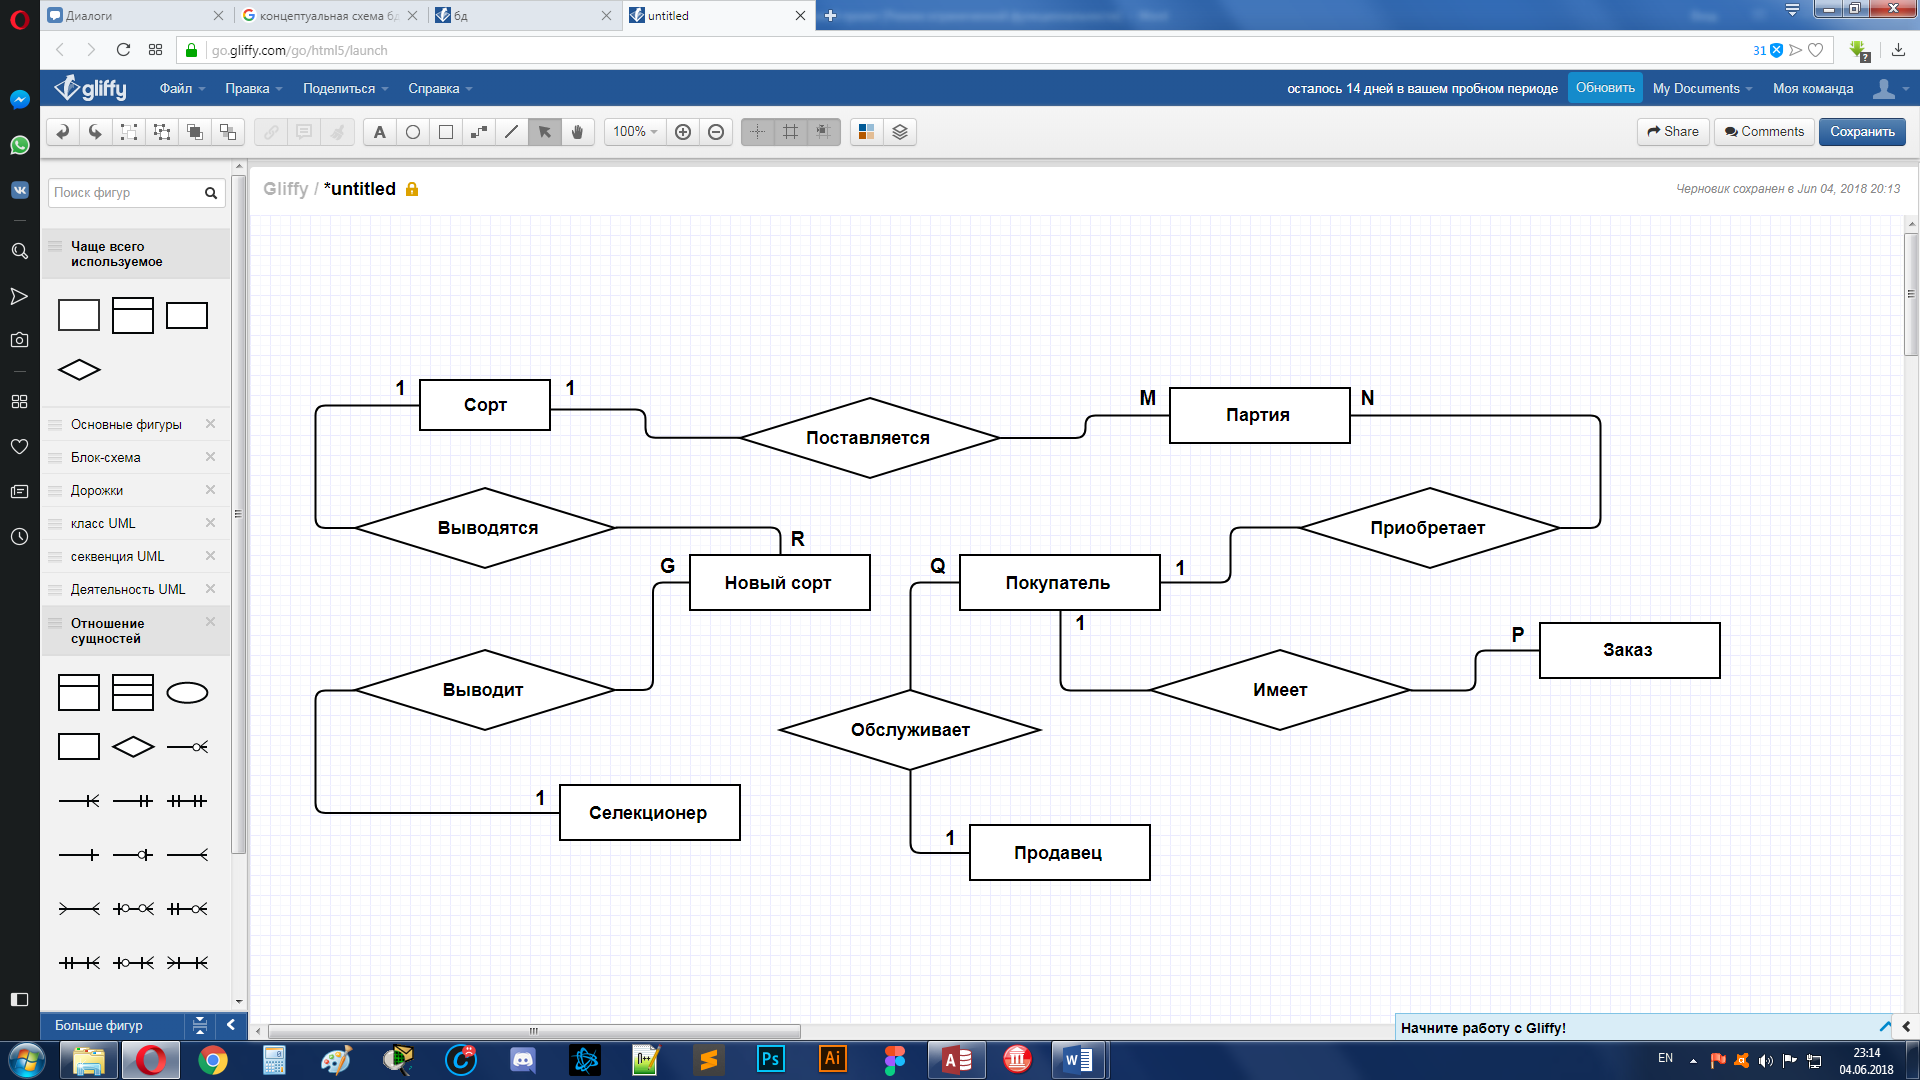 Диалоги
концептуальная схема бд
бд
untitled
go.gliffy.com/go/html5/launch
31
gliffy
Файл
Правка
Поделиться
Справка
осталось 14 дней в вашем пробном периоде
Обновить
My Documents
Моя команда
A
100%
Share
Comments
Сохранить
Поиск фигур
Gliffy / *untitled
Черновик сохранен в Jun 04, 2018 20:13
Чаще всего
используемое
Основные фигуры
Блок-схема
Дорожки
класс UML
секвенция UML
Деятельность UML
Отношение
сущностей
Больше фигур
1
Сорт
1
Поставляется
M
Партия
N
Выводятся
R
Приобретает
G
Новый сорт
Q
Покупатель
1
1
P
Заказ
Выводит
Имеет
Обслуживает
1
Селекционер
1
Продавец
Начните работу с Gliffy!
Ps
Ai
EN
23:14
04.06.2018